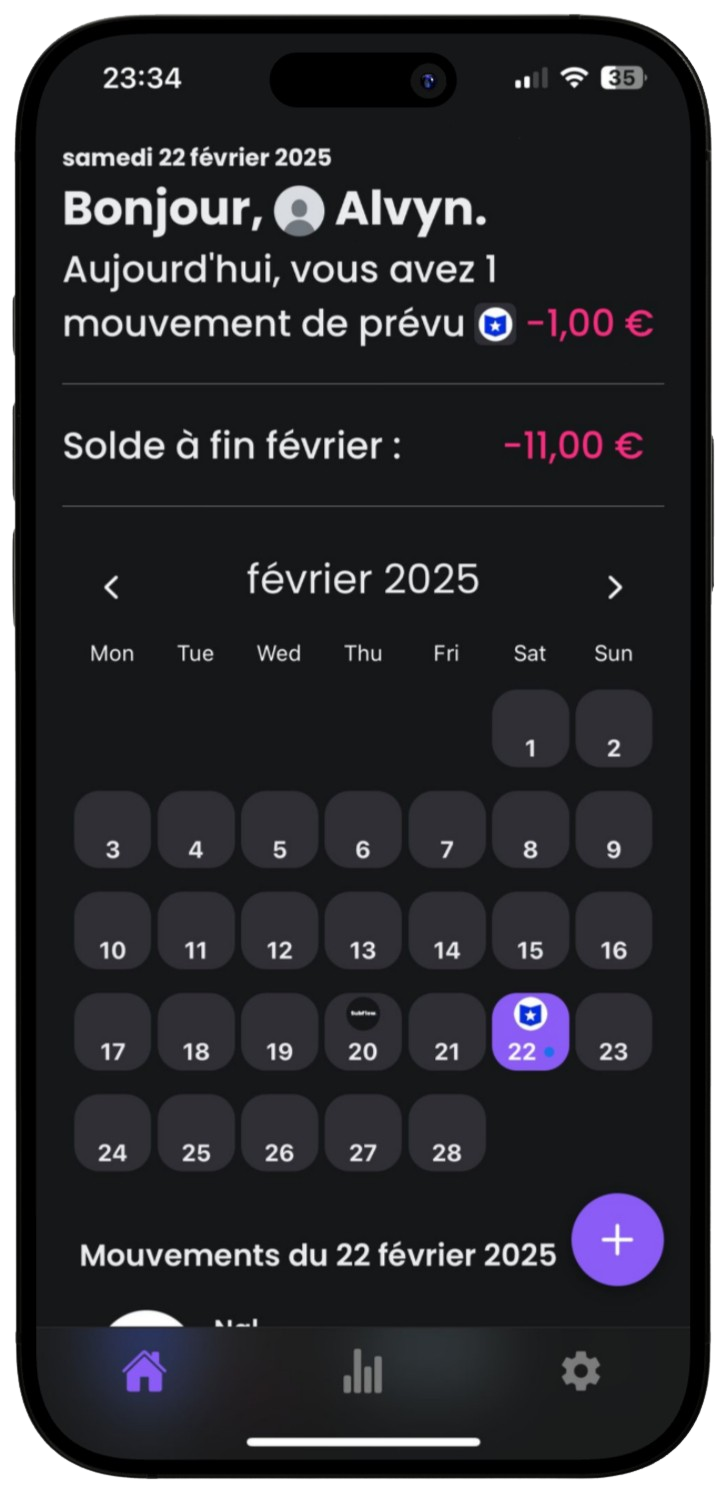 23:34
35
samedi 22 février 2025
Bonjour, Alvyn.
Aujourd'hui, vous avez 1
mouvement de prévu -1,00 €
Solde à fin février : -11,00 €
février 2025
Mon Tue Wed Thu Fri Sat Sun
1 2
3 4 5 6 7 8 9
10 11 12 13 14 15 16
17 18 19 20 21 22 23
24 25 26 27 28
Mouvements du 22 février 2025